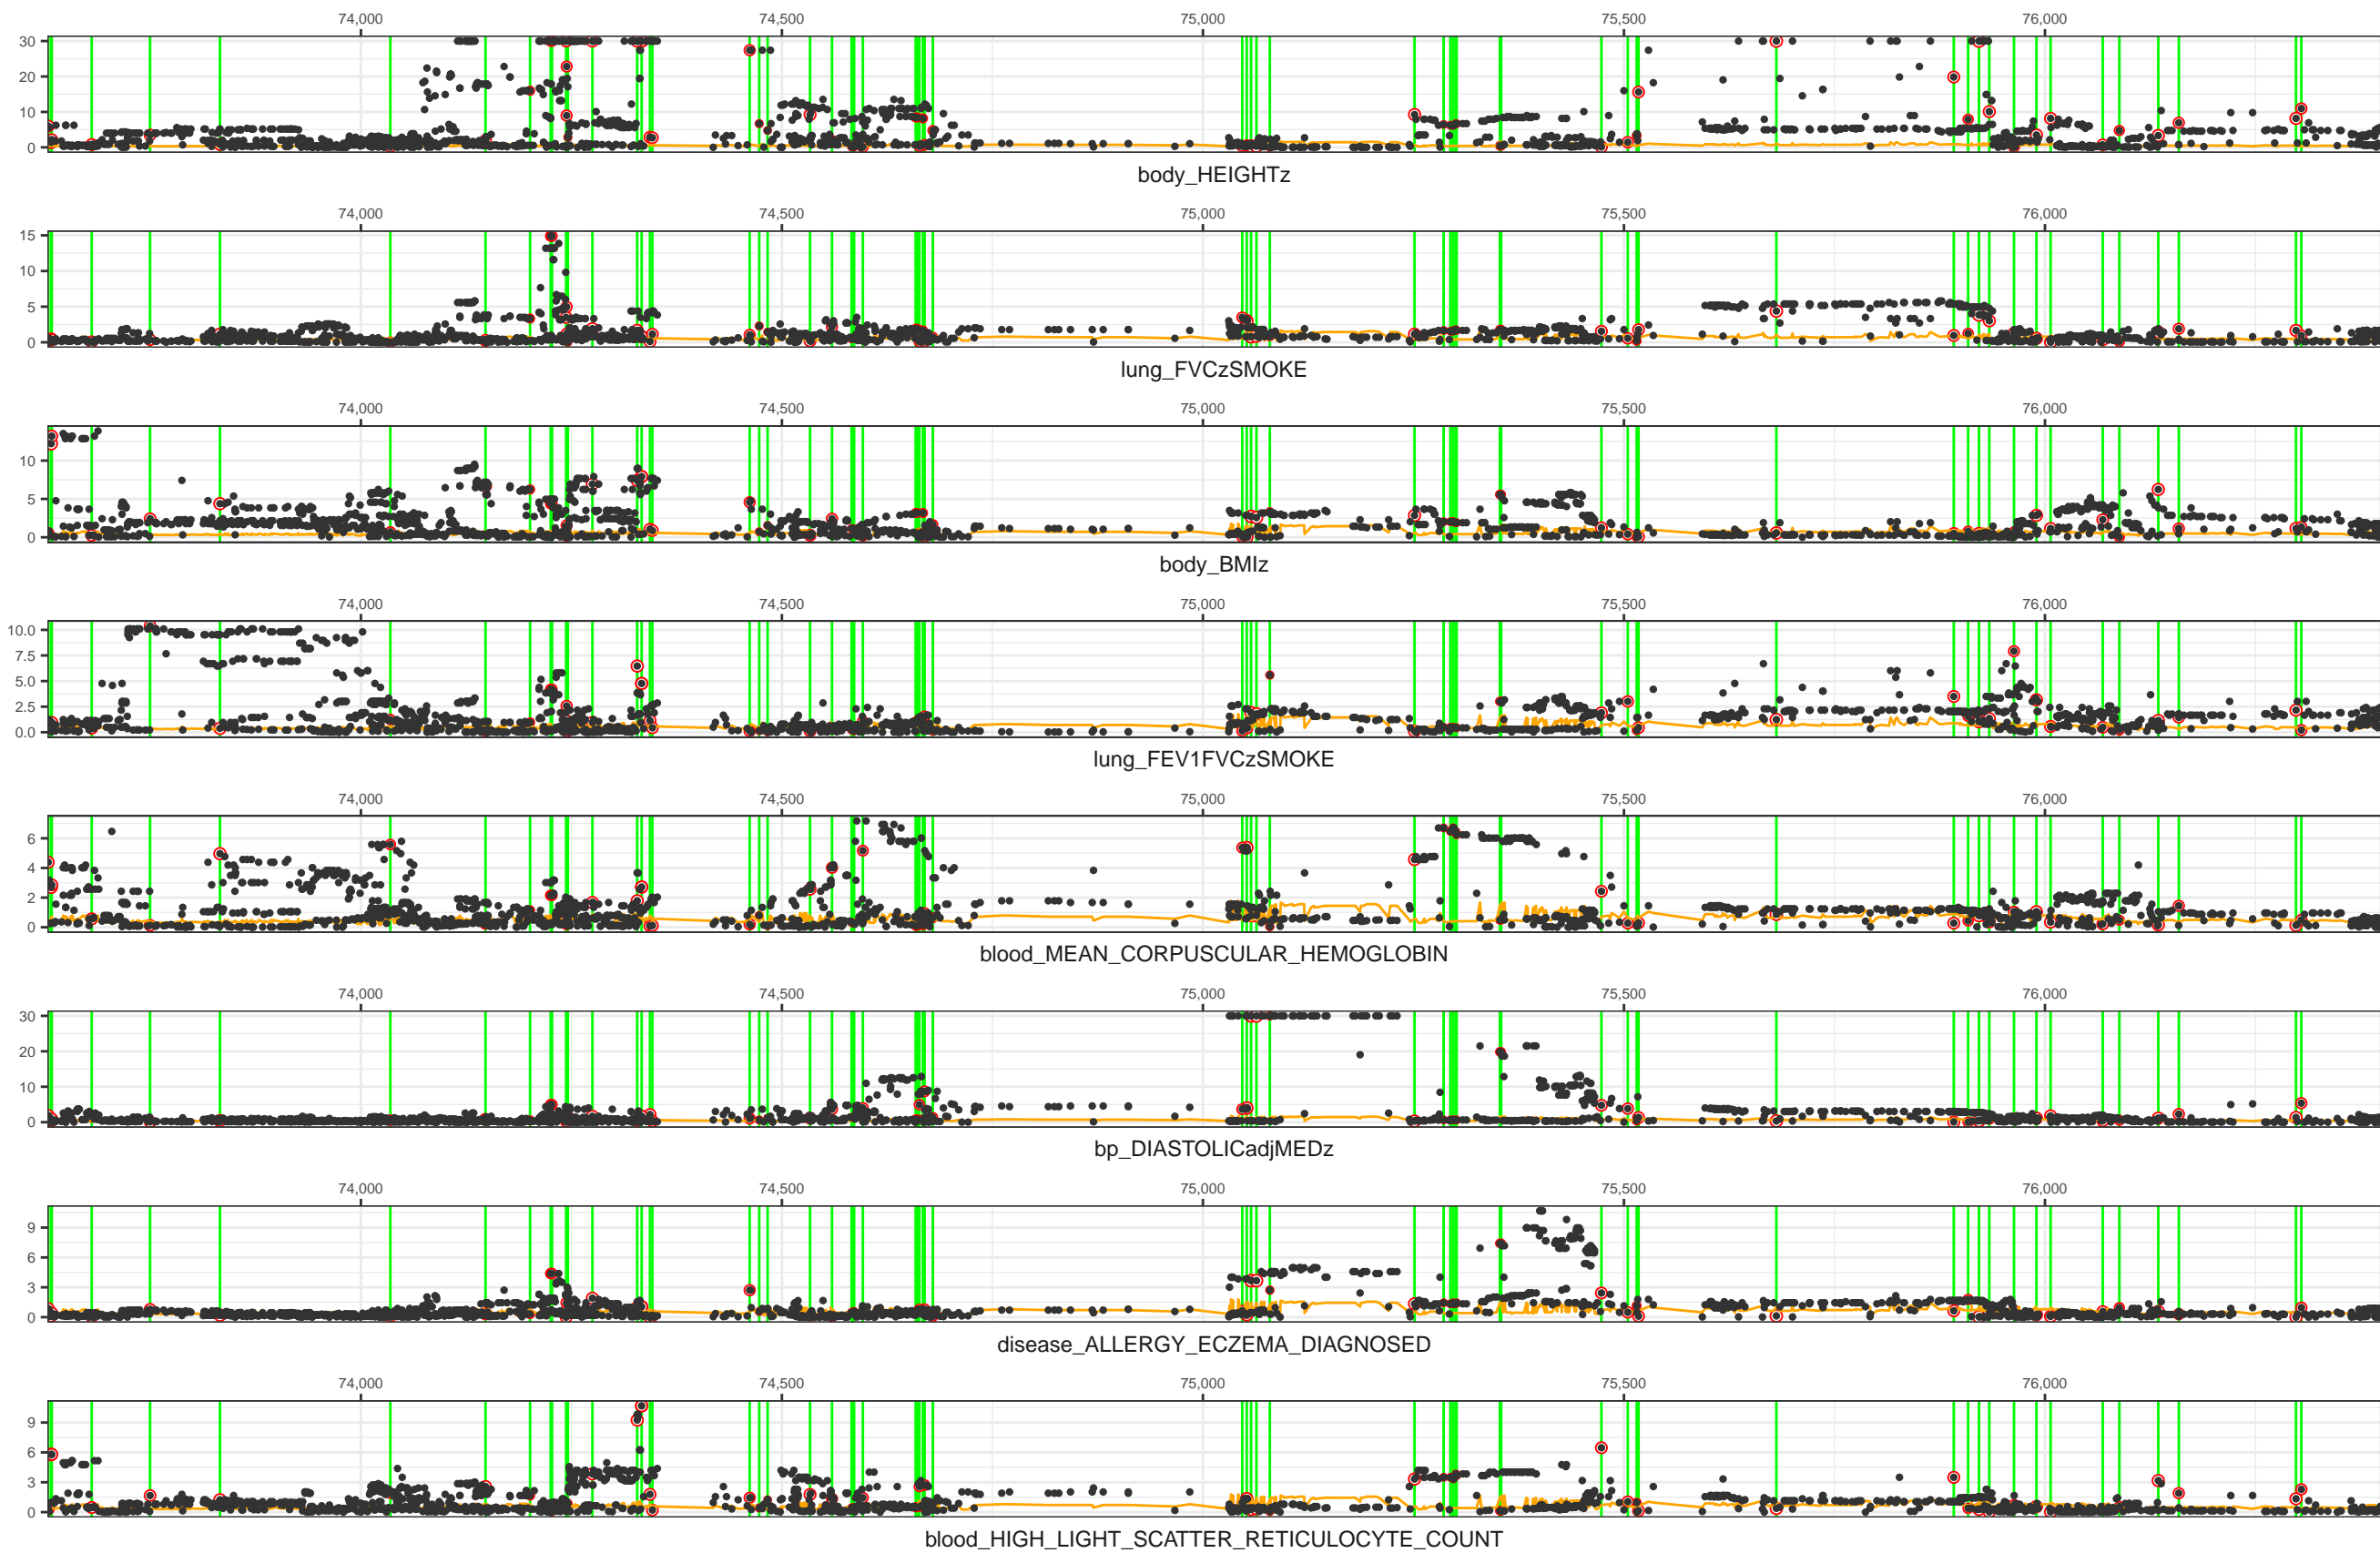 74,000 74,500 75,000 75,500 76,000
30
20
10
0
body_HEIGHTz
74,000 74,500 75,000 75,500 76,000
15
10
5
0
lung_FVCzSMOKE
74,000 74,500 75,000 75,500 76,000
10
5
0
body_BMIz
74,000 74,500 75,000 75,500 76,000
10.0
7.5
5.0
2.5
0.0
lung_FEV1FVCzSMOKE
74,000 74,500 75,000 75,500 76,000
6
4
2
0
blood_MEAN_CORPUSCULAR_HEMOGLOBIN
74,000 74,500 75,000 75,500 76,000
30
20
10
0
bp_DIASTOLICadjMEDz
74,000 74,500 75,000 75,500 76,000
9
6
3
0
disease_ALLERGY_ECZEMA_DIAGNOSED
74,000 74,500 75,000 75,500 76,000
9
6
3
0
blood_HIGH_LIGHT_SCATTER_RETICULOCYTE_COUNT